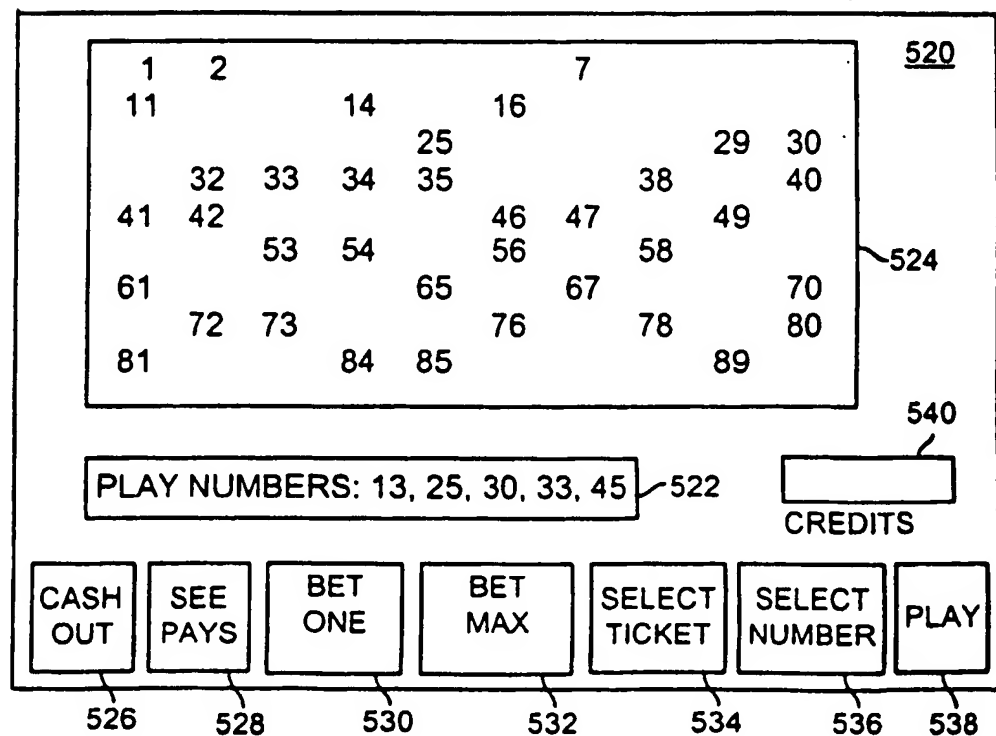 1 2 7 520
11 14 16
25 29 30
32 33 34 35 38 40
41 42 46 47 49
53 54 56 58
524
61 65 67 70
72 73 76 78 80
81 84 85 89
540
PLAY NUMBERS: 13, 25, 30, 33, 45 522
CREDITS
CASH OUT
SEE PAYS
BET ONE
BET MAX
SELECT TICKET
SELECT NUMBER
PLAY
526 528 530 532 534 536 538